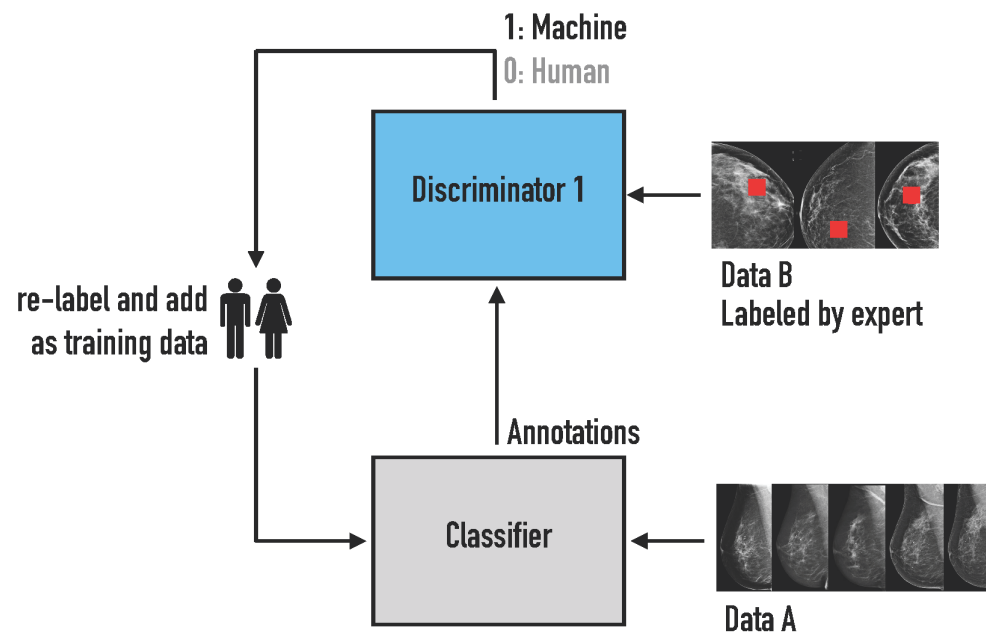 1: Machine
0: Human
Discriminator 1
Data B
Labeled by expert
re-label and add
as training data
Annotations
Classifier
Data A